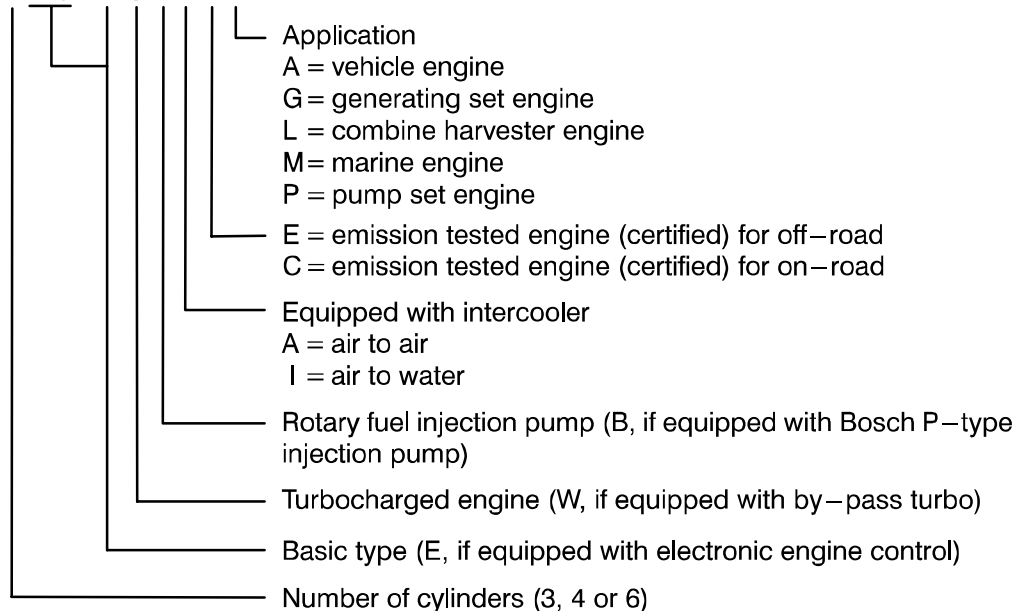 Application
A = vehicle engine
G = generating set engine
L = combine harvester engine
M = marine engine
P = pump set engine
E = emission tested engine (certified) for off−road
C = emission tested engine (certified) for on−road
Equipped with intercooler
A = air to air
I = air to water
Rotary fuel injection pump (B, if equipped with Bosch P−type
injection pump)
Turbocharged engine (W, if equipped with by−pass turbo)
Basic type (E, if equipped with electronic engine control)
Number of cylinders (3, 4 or 6)